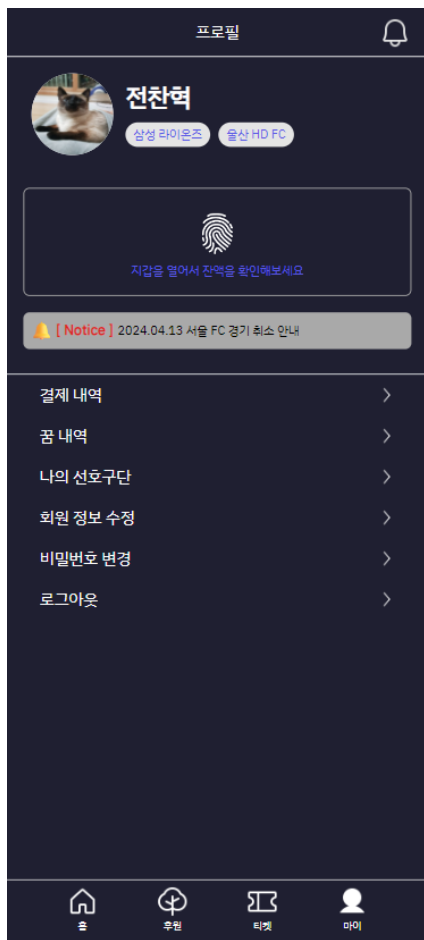 프로필
전찬혁
삼성 라이온즈 울산 HD FC
지갑을 열어서 잔액을 확인해보세요
[ Notice ] 2024.04.13 서울 FC 경기 취소 안내
결제 내역
꿈 내역
나의 선호구단
회원 정보 수정
비밀번호 변경
로그아웃
홈 후원 티켓 마이